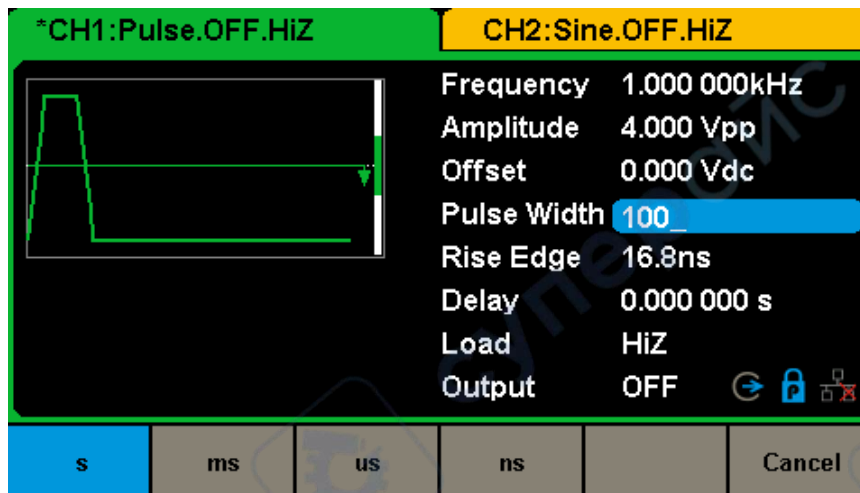 *CH1:Pulse.OFF.HiZ
CH2:Sine.OFF.HiZ
Frequency 1.000 000kHz
Amplitude 4.000 Vpp
Offset 0.000 Vdc
Pulse Width 100_
Rise Edge 16.8ns
Delay 0.000 000 s
Load HiZ
Output OFF
P
s ms us ns Cancel
суперайс